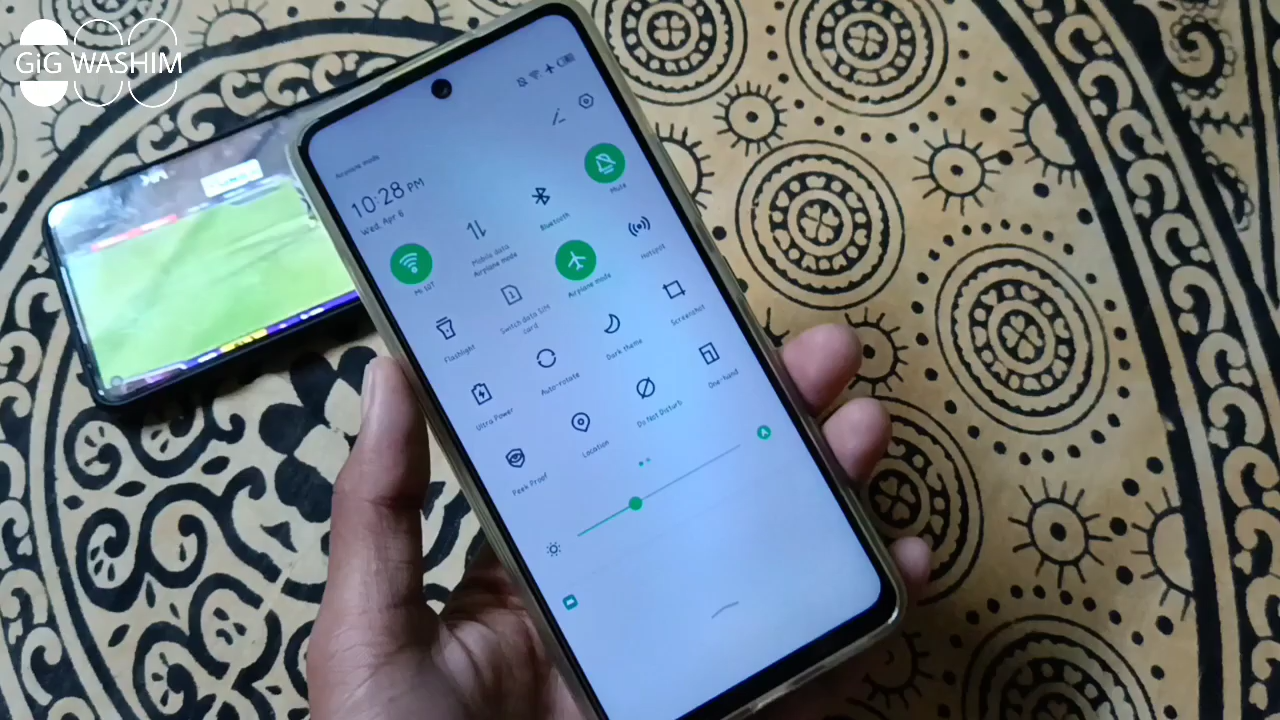 GiG WASHIM
Airplane mode
10:28 PM
Wed, Apr 6
Mi IOT
Mobile data
Airplane mode
Bluetooth
Mute
Flashlight
Switch data SIM
card
Airplane mode
Hotspot
Ultra Power
Auto-rotate
Dark theme
Screenshot
Peek Proof
Location
Do Not Disturb
One-hand
A